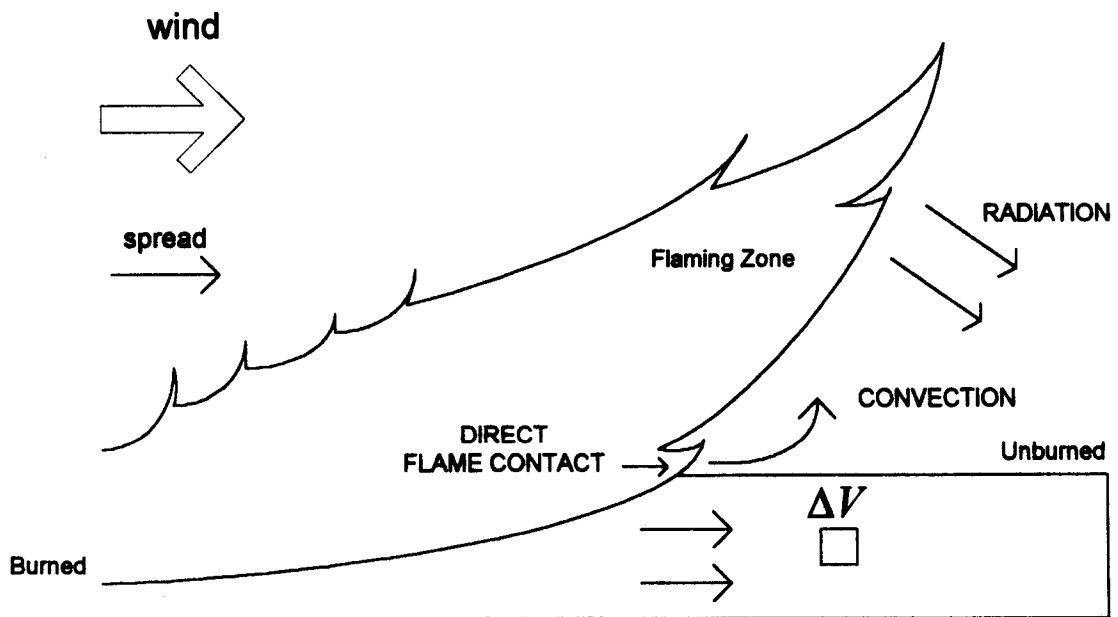 wind
spread
RADIATION
Flaming Zone
CONVECTION
DIRECT
FLAME CONTACT
Unburned
ΔV
Burned